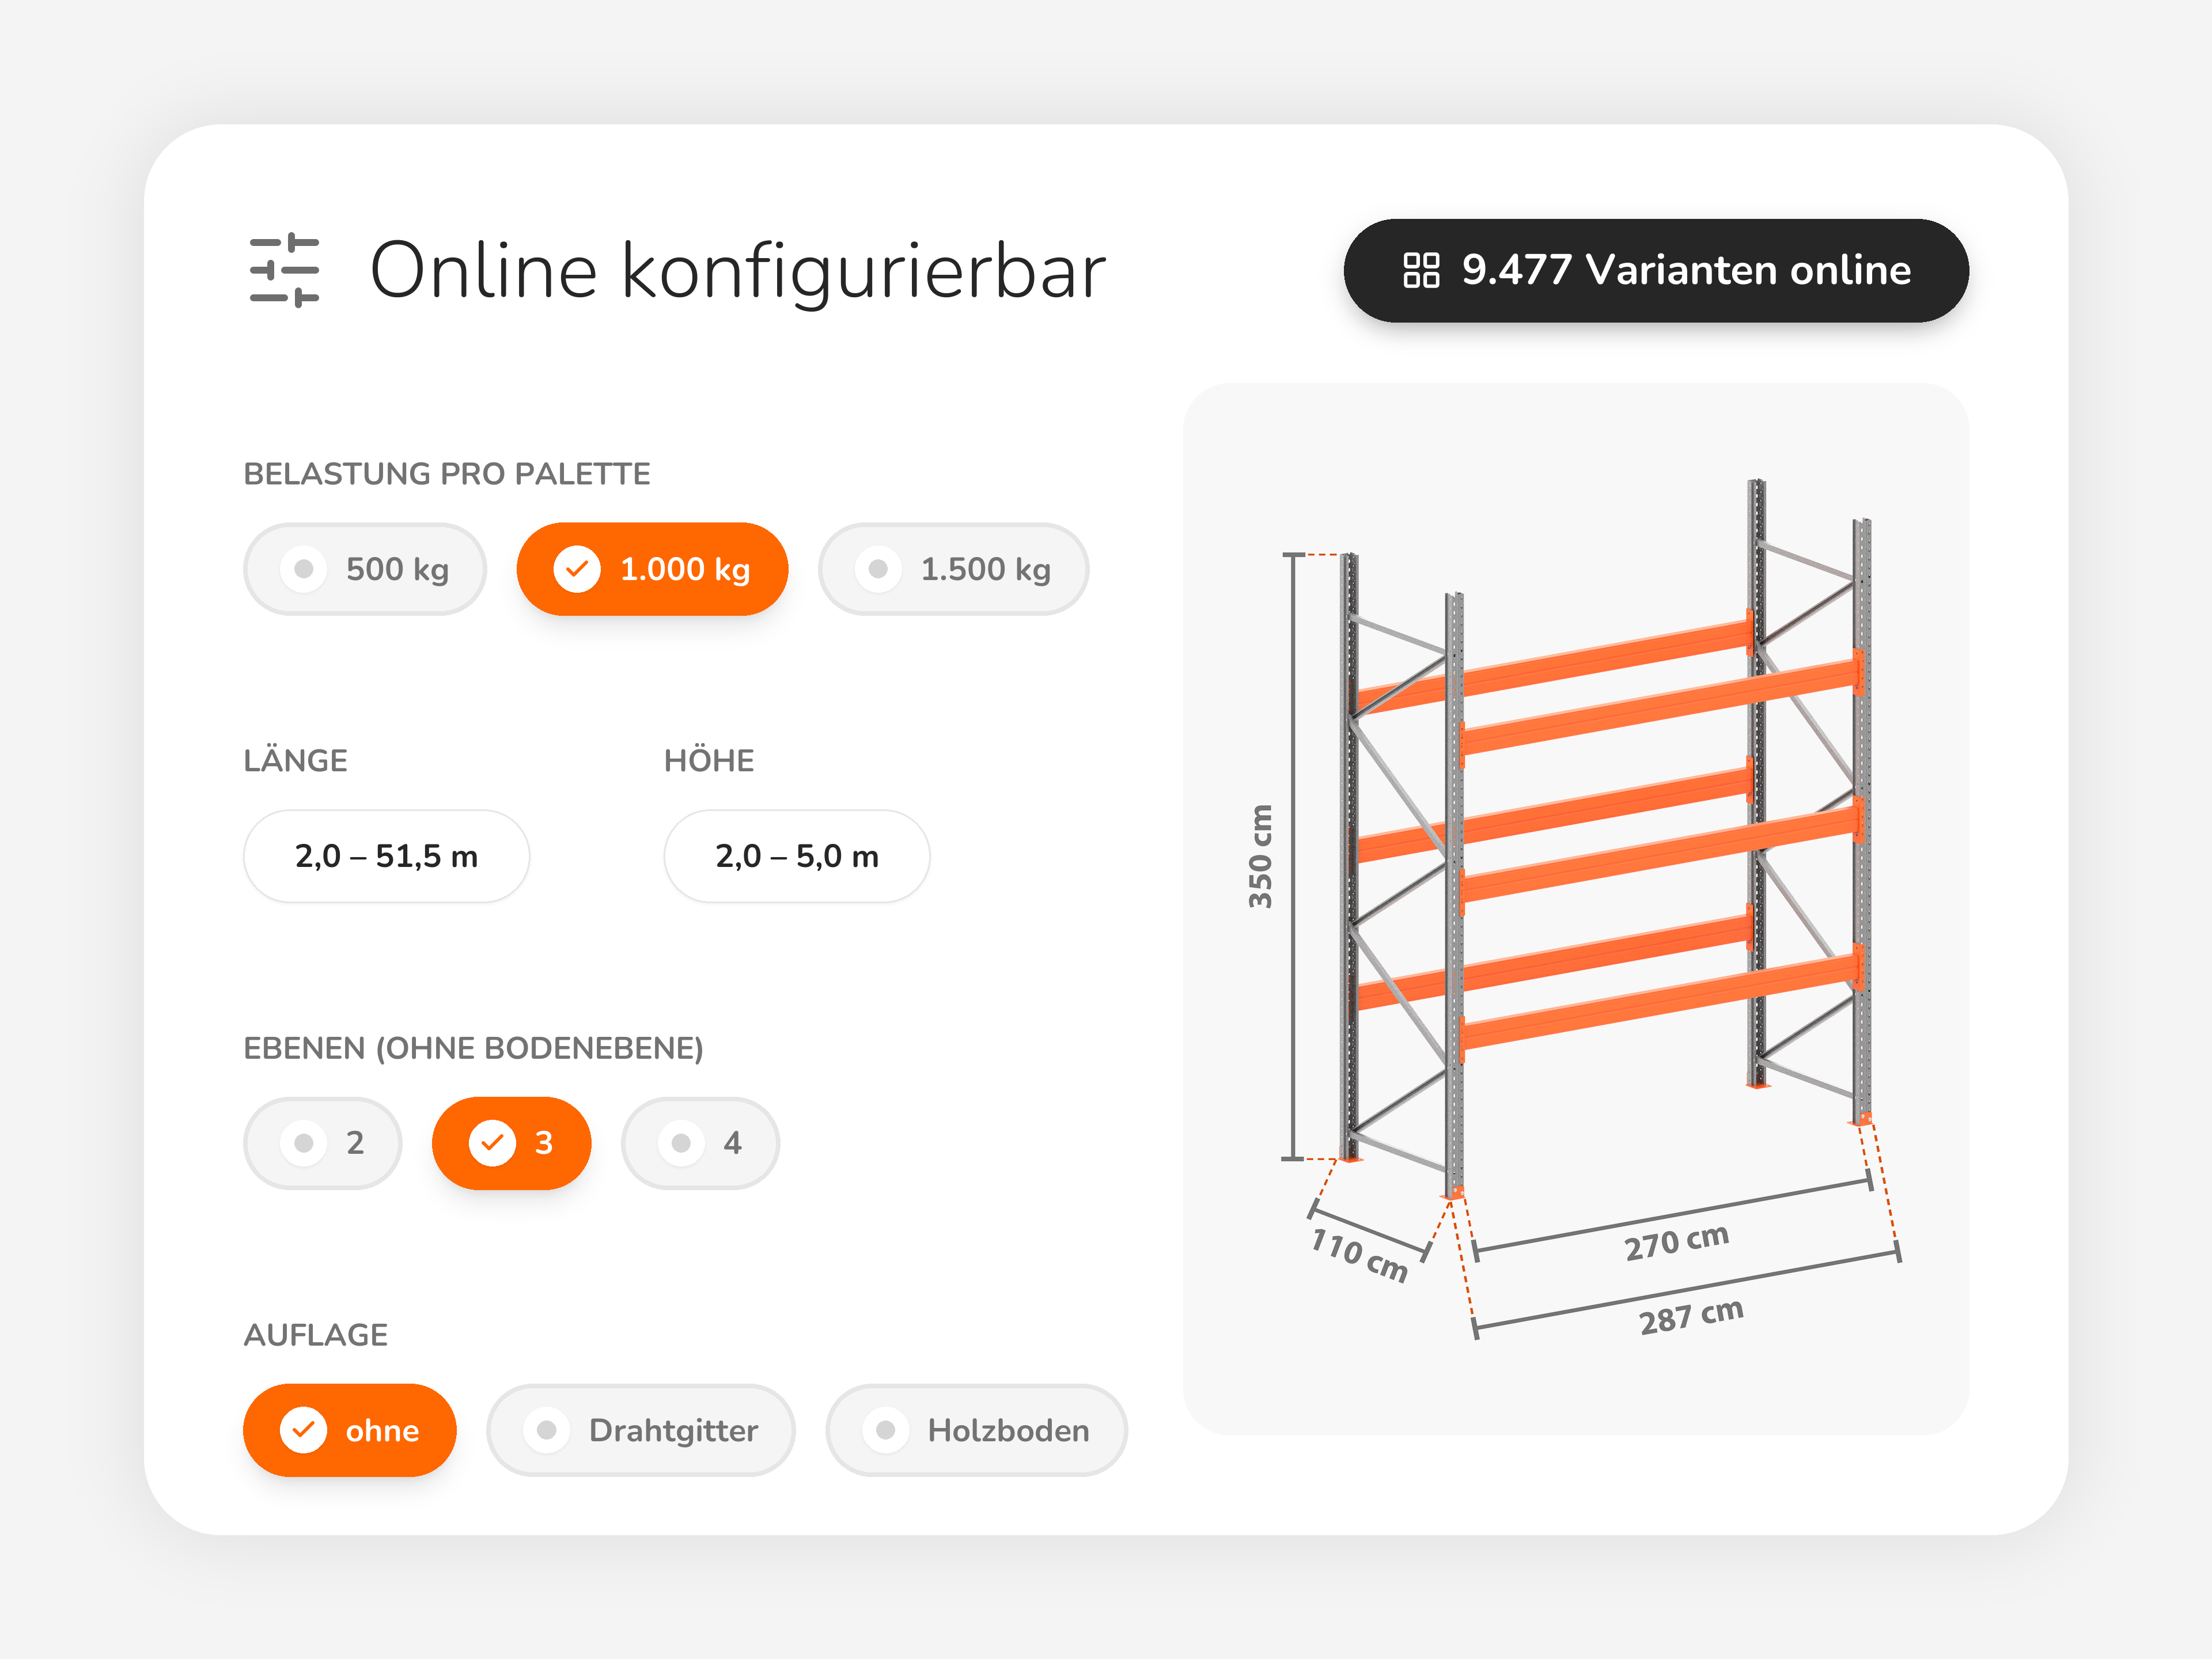 Online konfigurierbar
9.477 Varianten online
BELASTUNG PRO PALETTE
500 kg
1.000 kg
1.500 kg
LÄNGE
HÖHE
2,0 – 51,5 m
2,0 – 5,0 m
EBENEN (OHNE BODENEBENE)
2
3
4
AUFLAGE
ohne
Drahtgitter
Holzboden
350 cm
110 cm
270 cm
287 cm